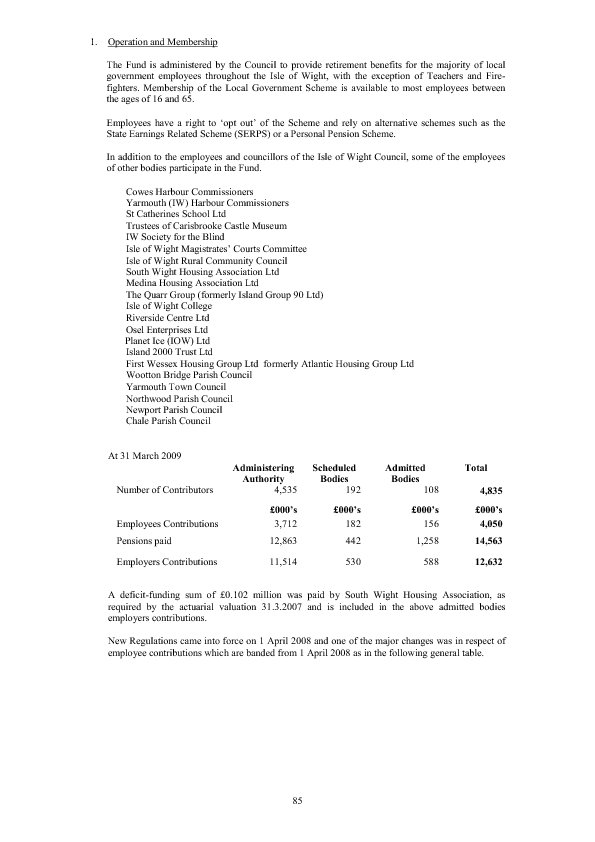 1. Operation and Membership
The Fund is administered by the Council to provide retirement benefits for the majority of local
government employees throughout the Isle of Wight, with the exception of Teachers and Fire-
fighters. Membership of the Local Government Scheme is available to most employees between
the ages of 16 and 65.
Employees have a right to ‘opt out’ of the Scheme and rely on alternative schemes such as the
State Earnings Related Scheme (SERPS) or a Personal Pension Scheme.
In addition to the employees and councillors of the Isle of Wight Council, some of the employees
of other bodies participate in the Fund.
Cowes Harbour Commissioners
Yarmouth (IW) Harbour Commissioners
St Catherines School Ltd
Trustees of Carisbrooke Castle Museum
IW Society for the Blind
Isle of Wight Magistrates’ Courts Committee
Isle of Wight Rural Community Council
South Wight Housing Association Ltd
Medina Housing Association Ltd
The Quarr Group (formerly Island Group 90 Ltd)
Isle of Wight College
Riverside Centre Ltd
Osel Enterprises Ltd
Planet Ice (IOW) Ltd
Island 2000 Trust Ltd
First Wessex Housing Group Ltd formerly Atlantic Housing Group Ltd
Wootton Bridge Parish Council
Yarmouth Town Council
Northwood Parish Council
Newport Parish Council
Chale Parish Council
At 31 March 2009
Administering Scheduled Admitted Total
Authority Bodies Bodies
Number of Contributors 4,535 192 108 4,835
£000’s £000’s £000’s £000’s
Employees Contributions 3,712 182 156 4,050
Pensions paid 12,863 442 1,258 14,563
Employers Contributions 11,514 530 588 12,632
A deficit-funding sum of £0.102 million was paid by South Wight Housing Association, as
required by the actuarial valuation 31.3.2007 and is included in the above admitted bodies
employers contributions.
New Regulations came into force on 1 April 2008 and one of the major changes was in respect of
employee contributions which are banded from 1 April 2008 as in the following general table.
85